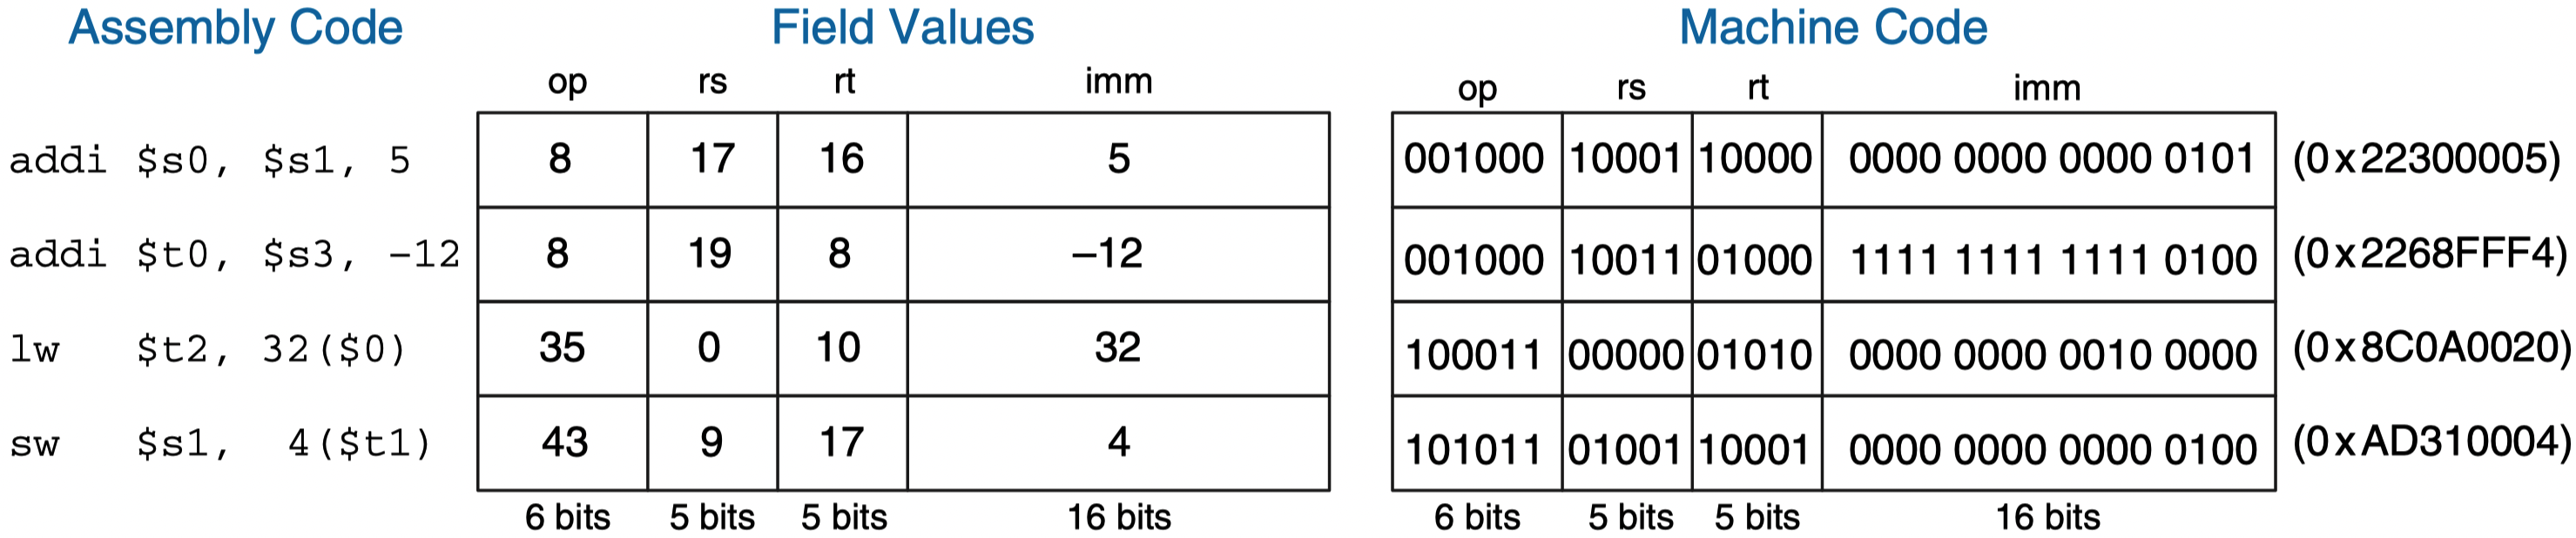 Assembly Code Field Values Machine Code
op rs rt imm op rs rt imm
addi $s0, $s1, 5 8 17 16 5 001000 10001 10000 0000 0000 0000 0101 (0x22300005)
addi $t0, $s3, –12 8 19 8 –12 001000 10011 01000 1111 1111 1111 0100 (0x2268FFF4)
lw $t2, 32($0) 35 0 10 32 100011 00000 01010 0000 0000 0010 0000 (0x8C0A0020)
sw $s1, 4($t1) 43 9 17 4 101011 01001 10001 0000 0000 0000 0100 (0xAD310004)
6 bits 5 bits 5 bits 16 bits 6 bits 5 bits 5 bits 16 bits